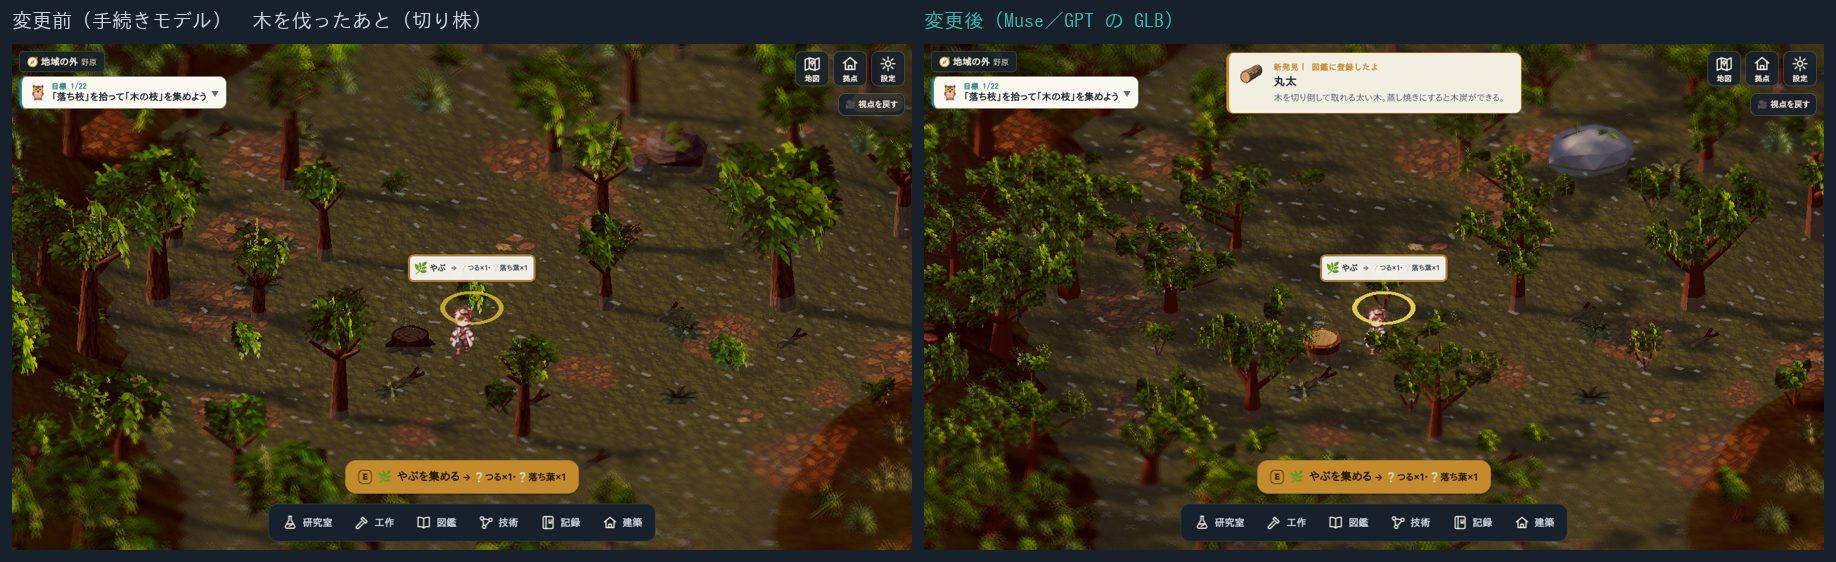 変更前（手続きモデル） 木を伐ったあと（切り株）
地域の外 野原
目標 1/22
「落ち枝」を拾って「木の枝」を集めよう
地図
拠点
設定
視点を戻す
やぶ → つる×1・ 落ち葉×1
E やぶを集める → ?つる×1・?落ち葉×1
研究室
工作
図鑑
技術
記録
建築
変更後（Muse／GPT の GLB）
地域の外 野原
目標 1/22
「落ち枝」を拾って「木の枝」を集めよう
新発見！ 図鑑に登録したよ
丸太
木を切り倒して取れる太い木。蒸し焼きにすると木炭ができる。
地図
拠点
設定
視点を戻す
やぶ → つる×1・ 落ち葉×1
E やぶを集める → ?つる×1・?落ち葉×1
研究室
工作
図鑑
技術
記録
建築